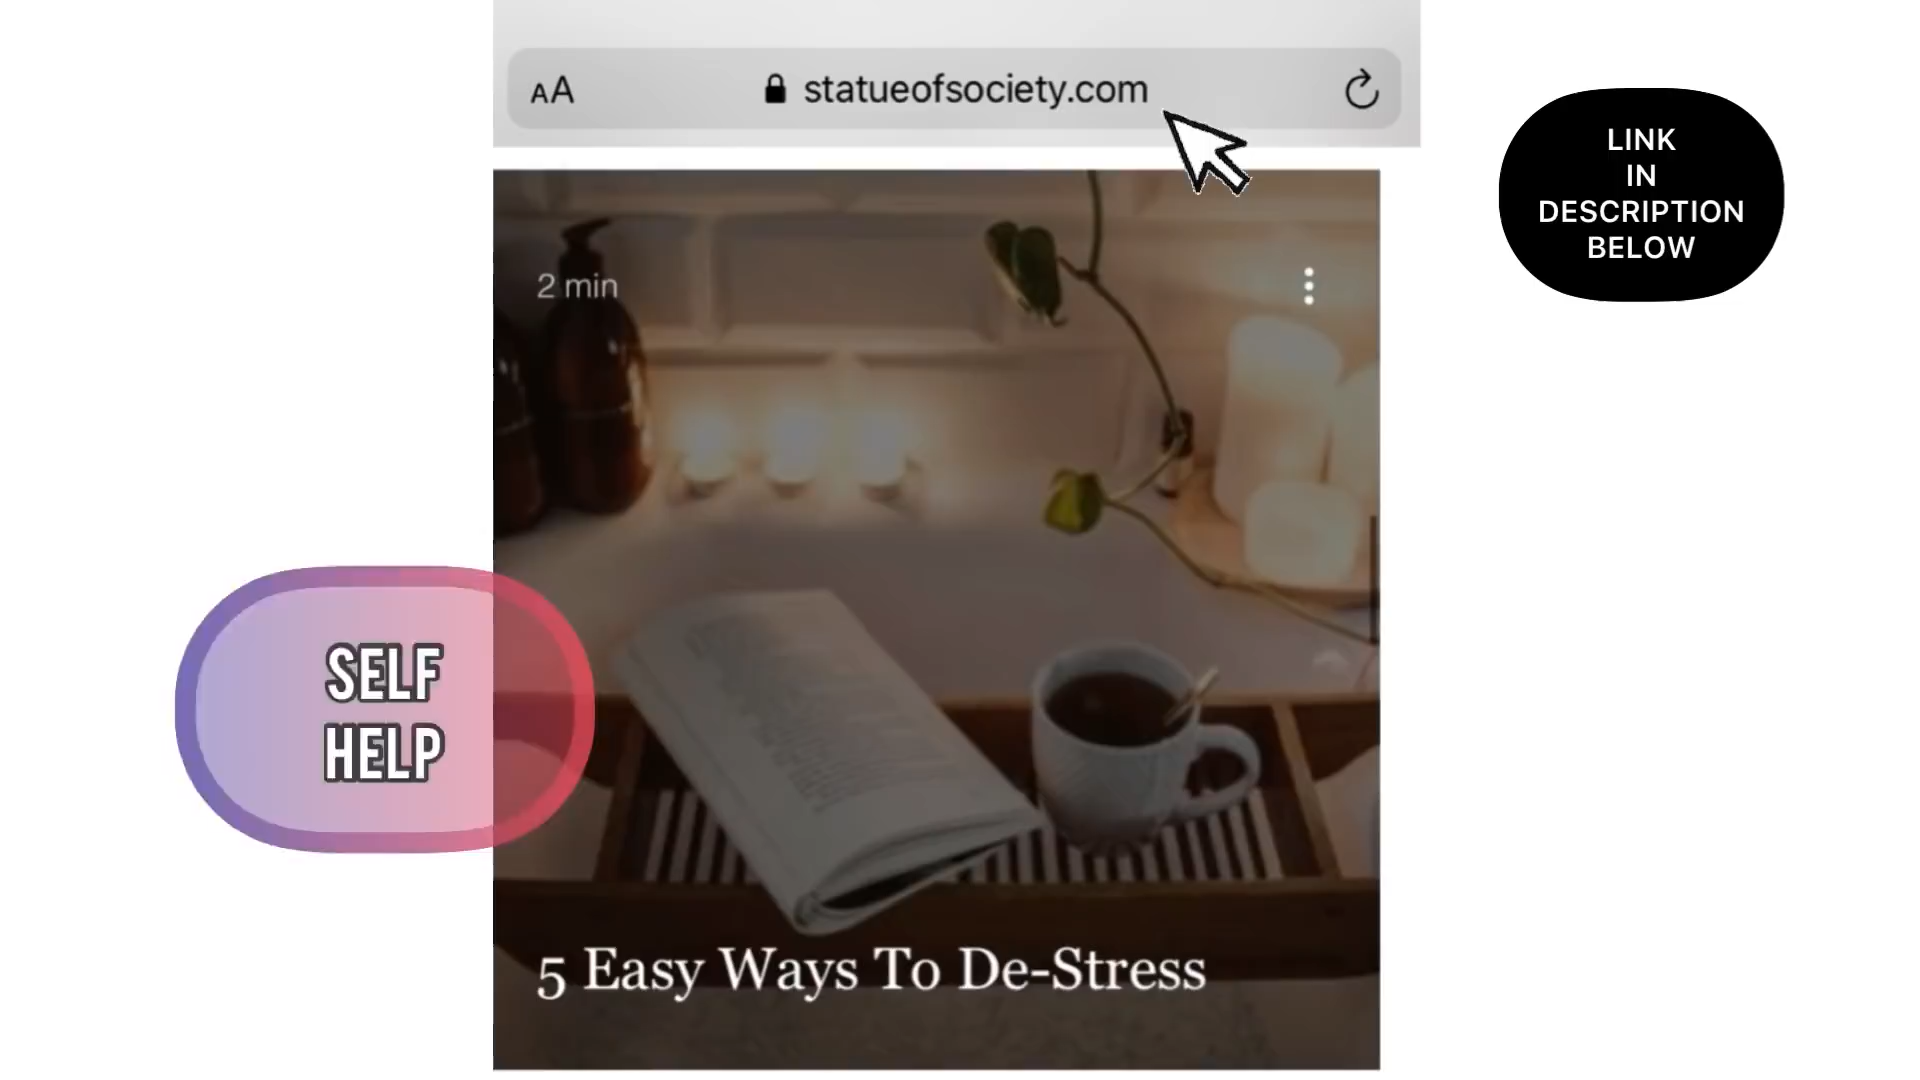 AA
statueofsociety.com
LINK
IN
DESCRIPTION
BELOW
2 min
SELF
HELP
5 Easy Ways To De-Stress